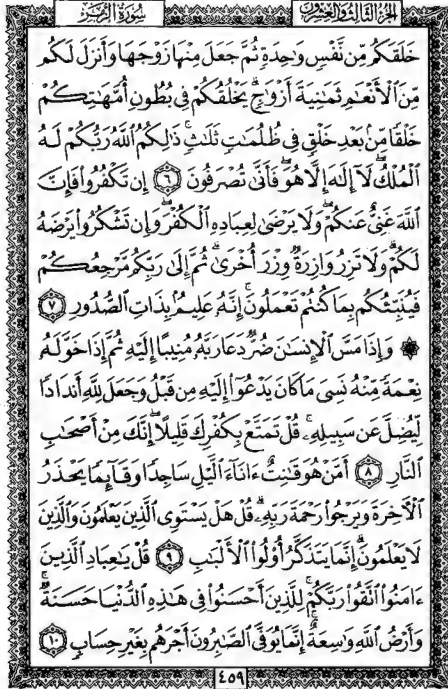 الجزء الثالث والعشرون
سورة الزمر
خَلَقَكُم مِّن نَّفْسٍ وَٰحِدَةٍ ثُمَّ جَعَلَ مِنْهَا زَوْجَهَا وَأَنزَلَ لَكُم
مِّنَ ٱلْأَنْعَٰمِ ثَمَٰنِيَةَ أَزْوَٰجٍ ۚ يَخْلُقُكُمْ فِى بُطُونِ أُمَّهَٰتِكُمْ
خَلْقًا مِّنۢ بَعْدِ خَلْقٍ فِى ظُلُمَٰتٍ ثَلَٰثٍ ۚ ذَٰلِكُمُ ٱللَّهُ رَبُّكُمْ لَهُ
ٱلْمُلْكُ ۖ لَآ إِلَٰهَ إِلَّا هُوَ ۖ فَأَنَّىٰ تُصْرَفُونَ ٦ إِن تَكْفُرُوا۟ فَإِنَّ
ٱللَّهَ غَنِىٌّ عَنكُمْ ۖ وَلَا يَرْضَىٰ لِعِبَادِهِ ٱلْكُفْرَ ۖ وَإِن تَشْكُرُوا۟ يَرْضَهُ
لَكُمْ ۗ وَلَا تَزِرُ وَازِرَةٌ وِزْرَ أُخْرَىٰ ۗ ثُمَّ إِلَىٰ رَبِّكُم مَّرْجِعُكُمْ
فَيُنَبِّئُكُم بِمَا كُنتُمْ تَعْمَلُونَ ۚ إِنَّهُۥ عَلِيمٌۢ بِذَاتِ ٱلصُّدُورِ ٧
۞ وَإِذَا مَسَّ ٱلْإِنسَٰنَ ضُرٌّ دَعَا رَبَّهُۥ مُنِيبًا إِلَيْهِ ثُمَّ إِذَا خَوَّلَهُۥ
نِعْمَةً مِّنْهُ نَسِىَ مَا كَانَ يَدْعُوٓا۟ إِلَيْهِ مِن قَبْلُ وَجَعَلَ لِلَّهِ أَندَادًا
لِّيُضِلَّ عَن سَبِيلِهِۦ ۚ قُلْ تَمَتَّعْ بِكُفْرِكَ قَلِيلًا ۖ إِنَّكَ مِنْ أَصْحَٰبِ
ٱلنَّارِ ٨ أَمَّنْ هُوَ قَٰنِتٌ ءَانَآءَ ٱلَّيْلِ سَاجِدًا وَقَآئِمًا يَحْذَرُ
ٱلْءَاخِرَةَ وَيَرْجُوا۟ رَحْمَةَ رَبِّهِۦ ۗ قُلْ هَلْ يَسْتَوِى ٱلَّذِينَ يَعْلَمُونَ وَٱلَّذِينَ
لَا يَعْلَمُونَ ۗ إِنَّمَا يَتَذَكَّرُ أُو۟لُوا۟ ٱلْأَلْبَٰبِ ٩ قُلْ يَٰعِبَادِ ٱلَّذِينَ
ءَامَنُوا۟ ٱتَّقُوا۟ رَبَّكُمْ ۚ لِلَّذِينَ أَحْسَنُوا۟ فِى هَٰذِهِ ٱلدُّنْيَا حَسَنَةٌ ۗ
وَأَرْضُ ٱللَّهِ وَٰسِعَةٌ ۗ إِنَّمَا يُوَفَّى ٱلصَّٰبِرُونَ أَجْرَهُم بِغَيْرِ حِسَابٍ ١٠
٤٥٩